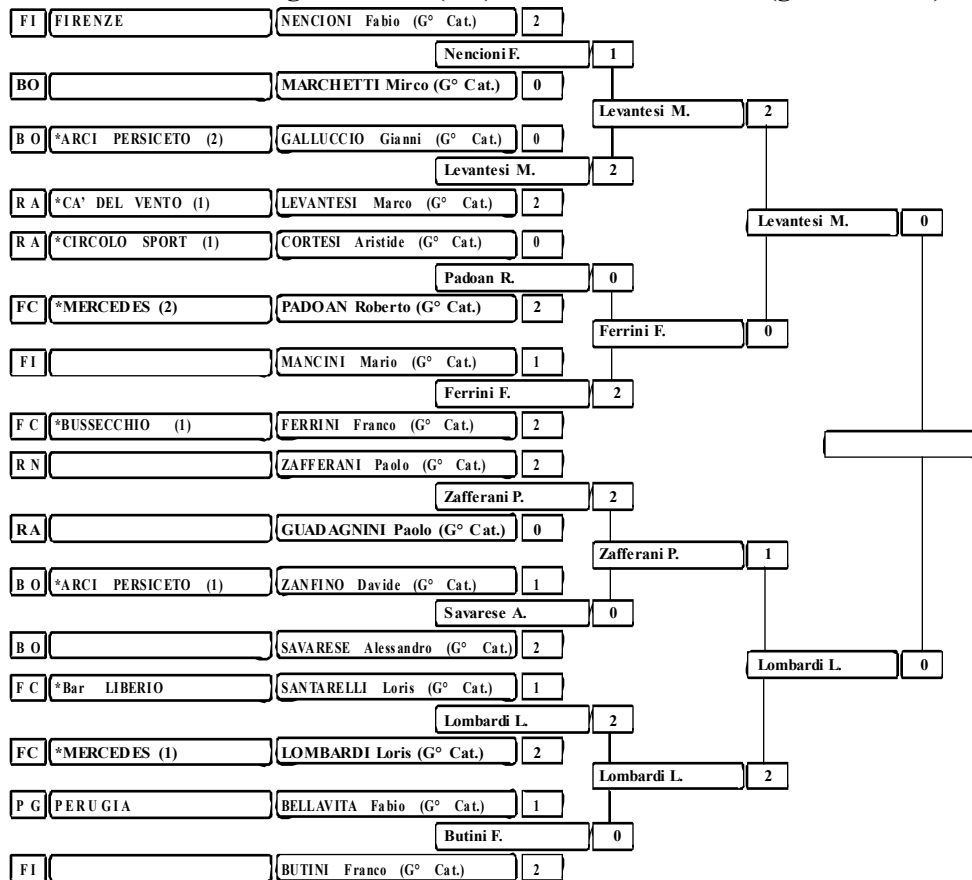 FI FIRENZE NENCIONI Fabio (G° Cat.) 2
Nencioni F. 1
BO MARCHETTI Mirco (G° Cat.) 0
Levantesi M. 2
BO *ARCI PERSICETO (2) GALLUCCIO Gianni (G° Cat.) 0
Levantesi M. 2
RA *CA' DEL VENTO (1) LEVANTESI Marco (G° Cat.) 2
Levantesi M. 0
RA *CIRCOLO SPORT (1) CORTESI Aristide (G° Cat.) 0
Padoan R. 0
FC *MERCEDES (2) PADOAN Roberto (G° Cat.) 2
Ferrini F. 0
FI MANCINI Mario (G° Cat.) 1
Ferrini F. 2
FC *BUSSECCHIO (1) FERRINI Franco (G° Cat.) 2
RN ZAFFERANI Paolo (G° Cat.) 2
Zafferani P. 2
RA GUADAGNINI Paolo (G° Cat.) 0
Zafferani P. 1
BO *ARCI PERSICETO (1) ZANFINO Davide (G° Cat.) 1
Savarese A. 0
BO SAVARESE Alessandro (G° Cat.) 2
Lombardi L. 0
FC *Bar LIBERIO SANTARELLI Loris (G° Cat.) 1
Lombardi L. 2
FC *MERCEDES (1) LOMBARDI Loris (G° Cat.) 2
Lombardi L. 2
PG PERUGIA BELLAVITA Fabio (G° Cat.) 1
Butini F. 0
FI BUTINI Franco (G° Cat.) 2